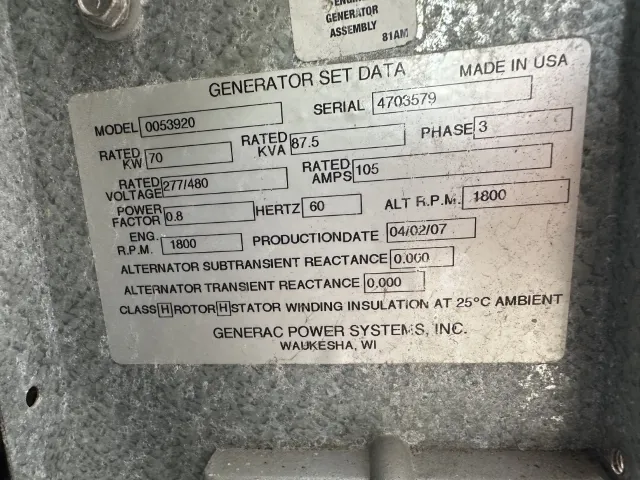 GENERATOR
ASSEMBLY
81AM
GENERATOR SET DATA MADE IN USA
MODEL 0053920 SERIAL 4703579
RATED KW 70 RATED KVA 87.5 PHASE 3
RATED VOLTAGE 277/480 RATED AMPS 105
POWER FACTOR 0.8 HERTZ 60 ALT R.P.M. 1800
ENG. R.P.M. 1800 PRODUCTIONDATE 04/02/07
ALTERNATOR SUBTRANSIENT REACTANCE 0.000
ALTERNATOR TRANSIENT REACTANCE 0.000
CLASS H ROTOR H STATOR WINDING INSULATION AT 25°C AMBIENT
GENERAC POWER SYSTEMS, INC.
WAUKESHA, WI